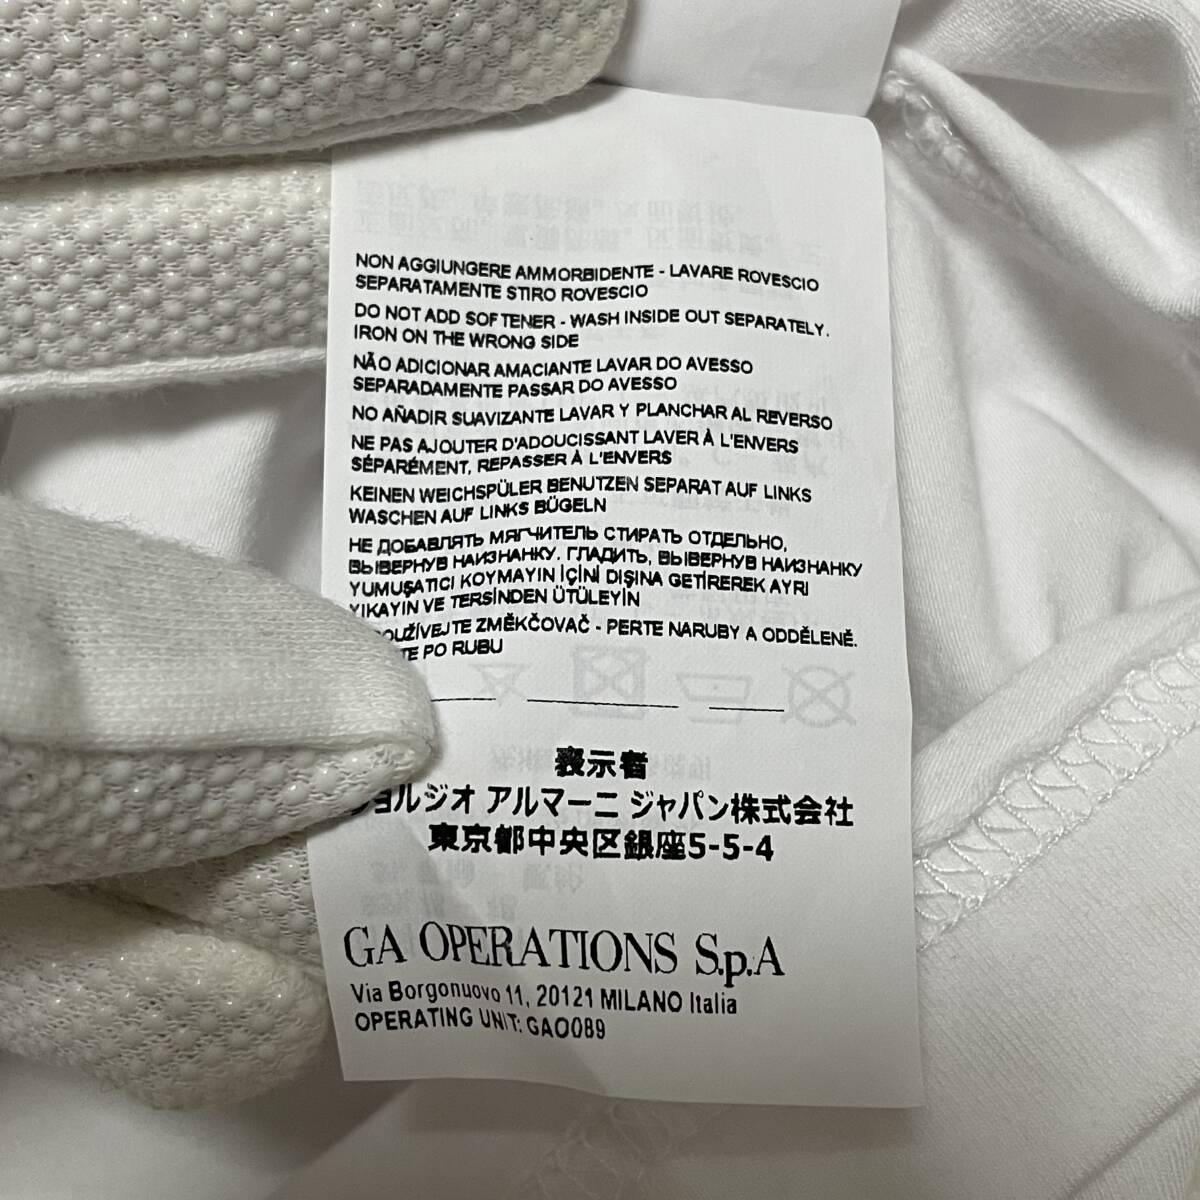 NON AGGIUNGERE AMMORBIDENTE - LAVARE ROVESCIO
SEPARATAMENTE STIRO ROVESCIO
DO NOT ADD SOFTENER - WASH INSIDE OUT SEPARATELY.
IRON ON THE WRONG SIDE
NÃO ADICIONAR AMACIANTE LAVAR DO AVESSO
SEPARADAMENTE PASSAR DO AVESSO
NO AÑADIR SUAVIZANTE LAVAR Y PLANCHAR AL REVERSO
NE PAS AJOUTER D'ADOUCISSANT LAVER À L'ENVERS
SÉPARÉMENT, REPASSER À L'ENVERS
KEINEN WEICHSPÜLER BENUTZEN SEPARAT AUF LINKS
WASCHEN AUF LINKS BÜGELN
НЕ ДОБАВЛЯТЬ МЯГЧИТЕЛЬ СТИРАТЬ ОТДЕЛЬНО,
ВЫВЕРНУВ НАИЗНАНКУ. ГЛАДИТЬ, ВЫВЕРНУВ НАИЗНАНКУ
YUMUŞATICI KOYMAYIN İÇİNİ DIŞINA GETİREREK AYRI
YIKAYIN VE TERSİNDEN ÜTÜLEYİN
ZMĚKČOVAČ - PERTE NARUBY A ODDĚLENĚ.
PO RUBU
表示者
ジョルジオ アルマーニ ジャパン株式会社
東京都中央区銀座5-5-4
GA OPERATIONS S.p.A
Via Borgonuovo 11, 20121 MILANO Italia
OPERATING UNIT: GAO089